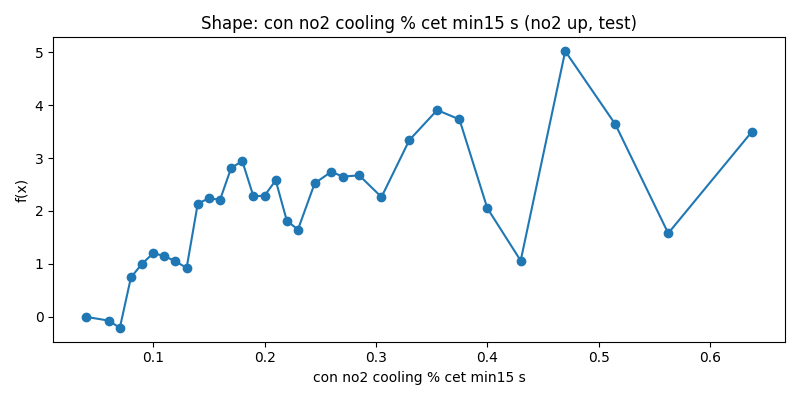 Shape: con no2 cooling % cet min15 s (no2 up, test)
f(x)
5
4
3
2
1
0
0.1 0.2 0.3 0.4 0.5 0.6
con no2 cooling % cet min15 s